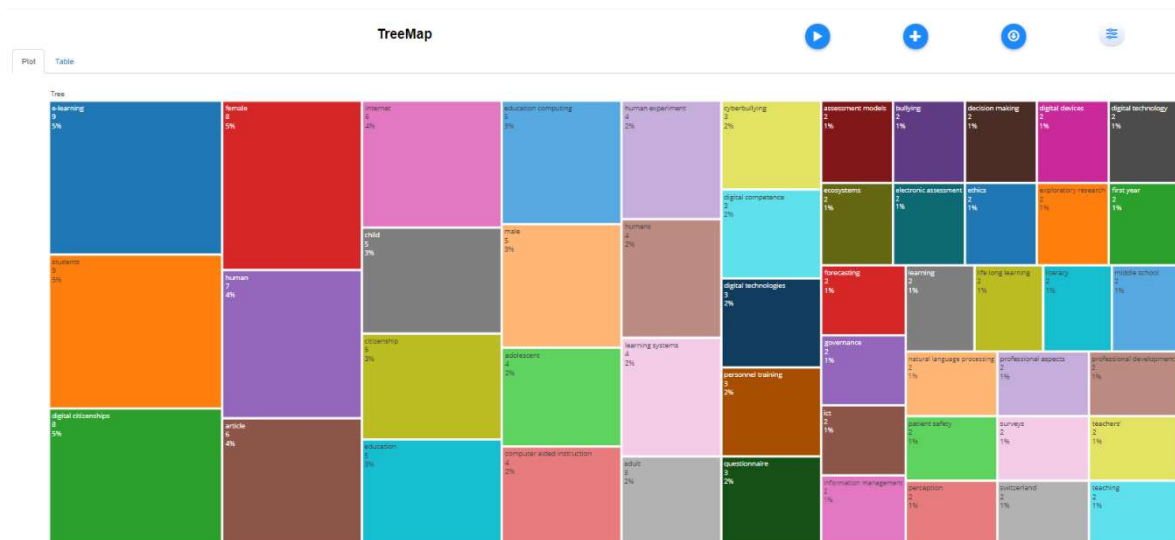 TreeMap
Plot
Table
Tree
e-learning
9
5%
students
9
5%
digital citizenships
8
5%
female
8
5%
human
7
4%
article
6
4%
internet
6
4%
child
5
3%
citizenship
5
3%
education
5
3%
education computing
5
3%
male
5
3%
adolescent
4
2%
computer aided instruction
4
2%
human experiment
4
2%
humans
4
2%
learning systems
4
2%
adult
3
2%
cyberbullying
3
2%
digital competence
3
2%
digital technologies
3
2%
personnel training
3
2%
questionnaire
3
2%
assessment models
2
1%
bullying
2
1%
decision making
2
1%
digital devices
2
1%
digital technology
2
1%
ecosystems
2
1%
electronic assessment
2
1%
ethics
2
1%
exploratory research
2
1%
first year
2
1%
forecasting
2
1%
learning
2
1%
life long learning
2
1%
literacy
2
1%
middle school
2
1%
governance
2
1%
natural language processing
2
1%
professional aspects
2
1%
professional development
2
1%
ict
2
1%
patient safety
2
1%
surveys
2
1%
teachers'
2
1%
information management
2
1%
perception
2
1%
switzerland
2
1%
teaching
2
1%